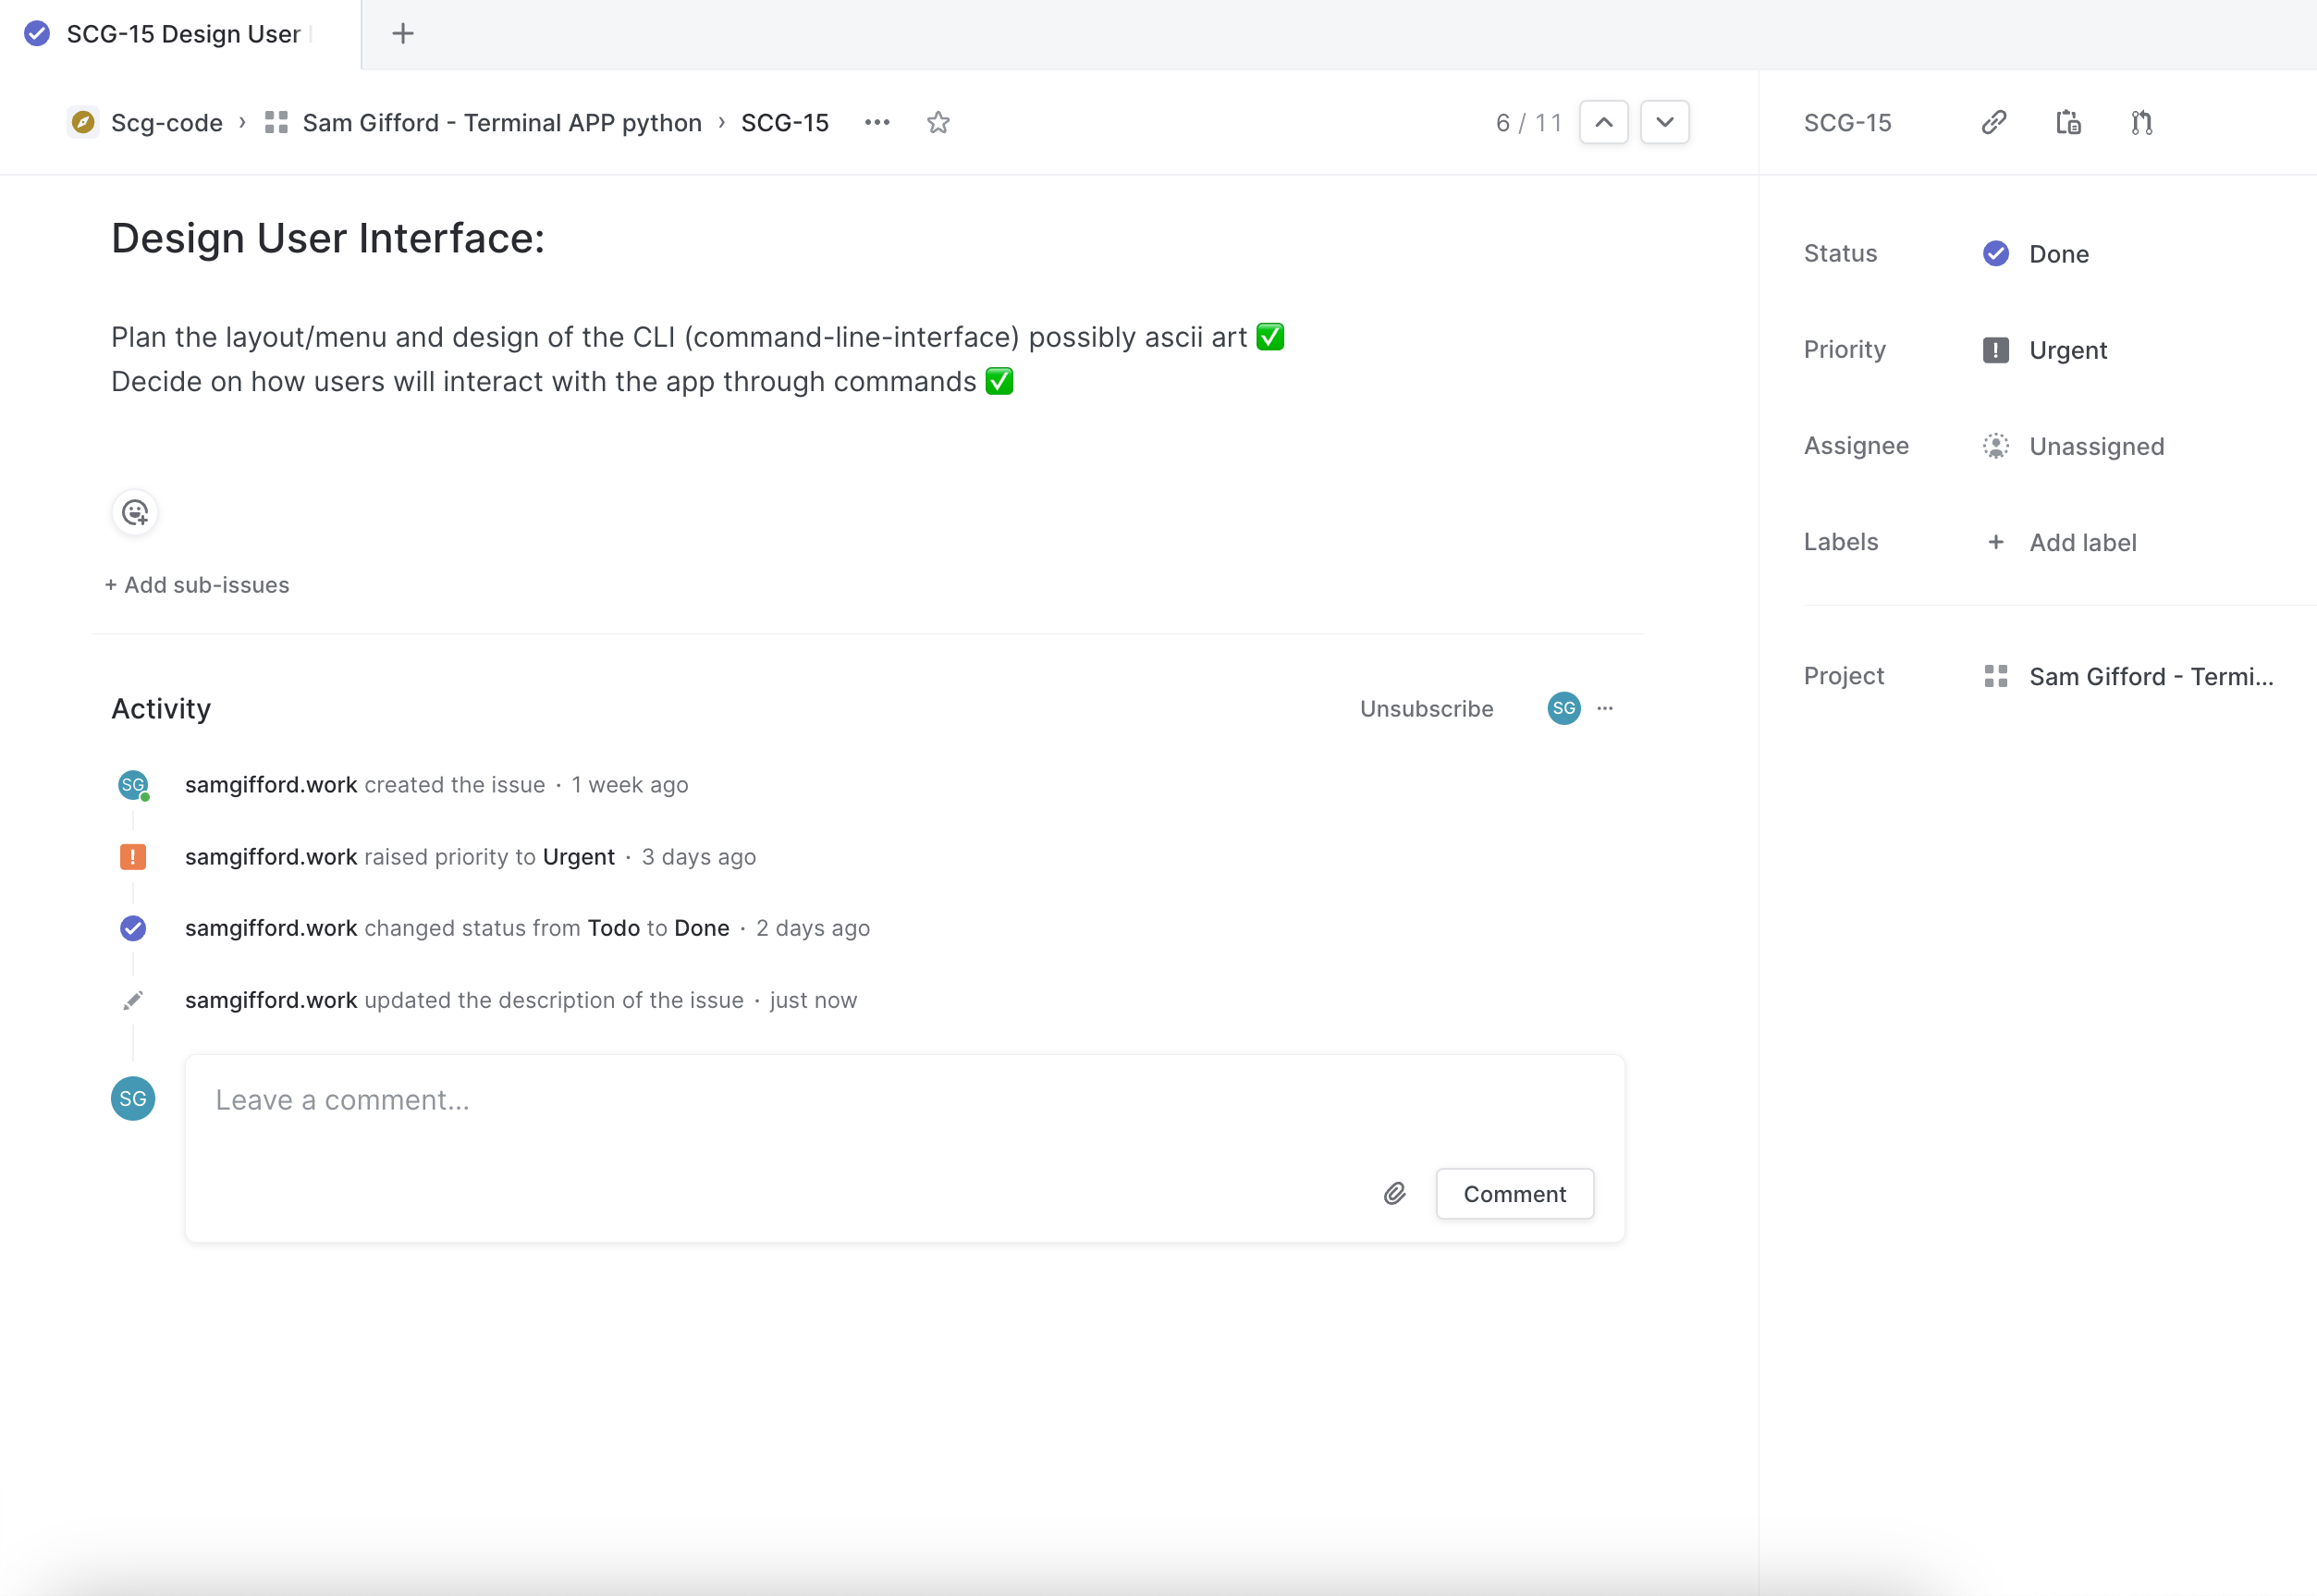 SCG-15 Design User
Scg-code › Sam Gifford - Terminal APP python › SCG-15
6 / 11
SCG-15
Design User Interface:
Plan the layout/menu and design of the CLI (command-line-interface) possibly ascii art ✅
Decide on how users will interact with the app through commands ✅
+ Add sub-issues
Status Done
Priority Urgent
Assignee Unassigned
Labels + Add label
Project Sam Gifford - Termi...
Activity
Unsubscribe SG
SG samgifford.work created the issue · 1 week ago
samgifford.work raised priority to Urgent · 3 days ago
samgifford.work changed status from Todo to Done · 2 days ago
samgifford.work updated the description of the issue · just now
SG Leave a comment...
Comment